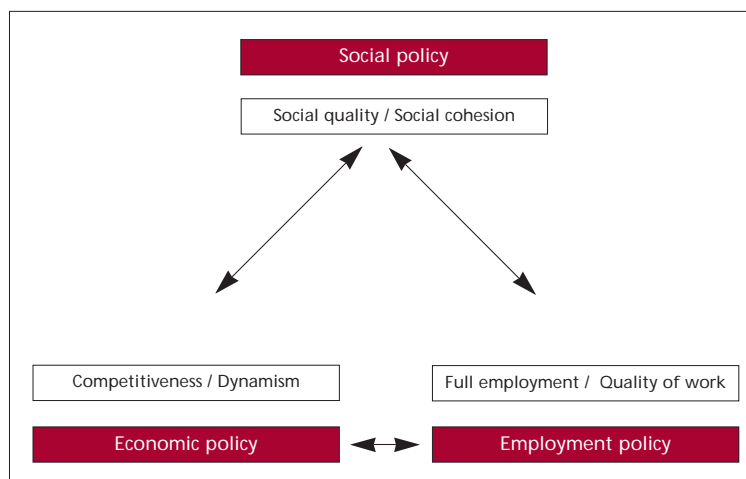 Social policy
Social quality / Social cohesion
Competitiveness / Dynamism
Full employment / Quality of work
Economic policy
Employment policy